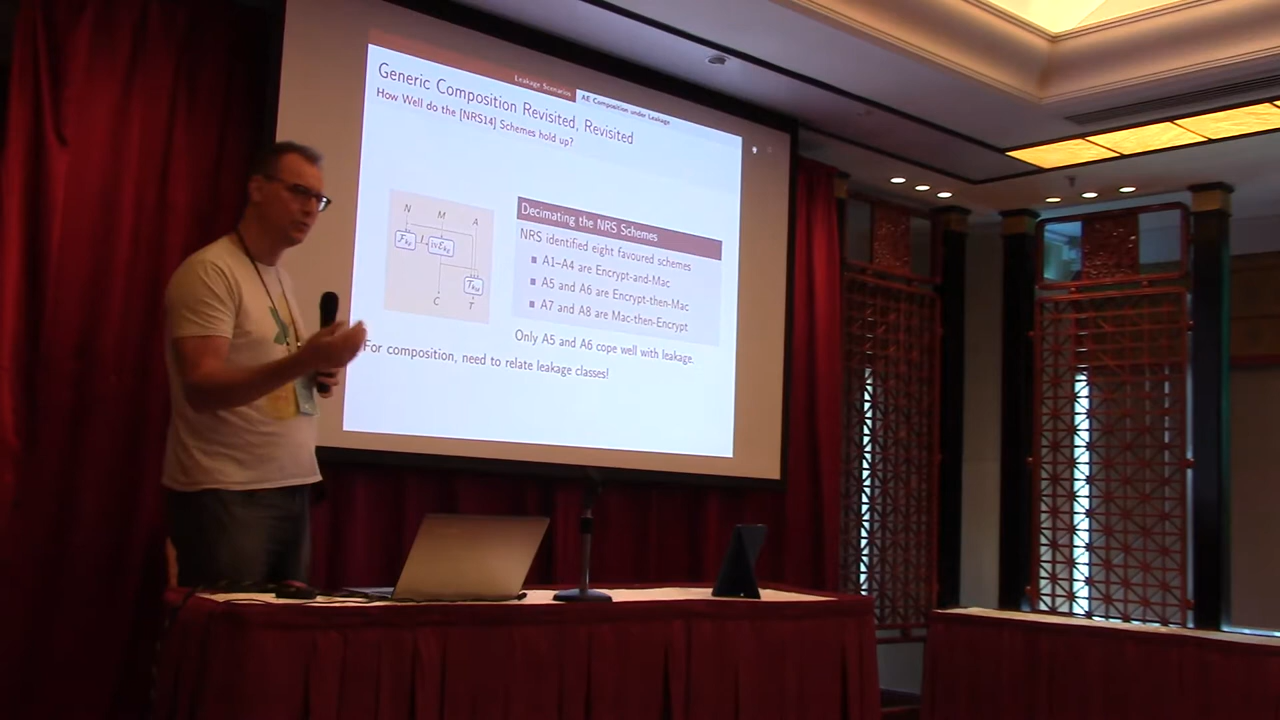 Leakage Scenarios
AE Composition under Leakage
Generic Composition Revisited, Revisited
How Well do the [NRS14] Schemes hold up?
N M A
C T
Decimating the NRS Schemes
NRS identified eight favoured schemes
A1–A4 are Encrypt-and-Mac
A5 and A6 are Encrypt-then-Mac
A7 and A8 are Mac-then-Encrypt
Only A5 and A6 cope well with leakage.
For composition, need to relate leakage classes!